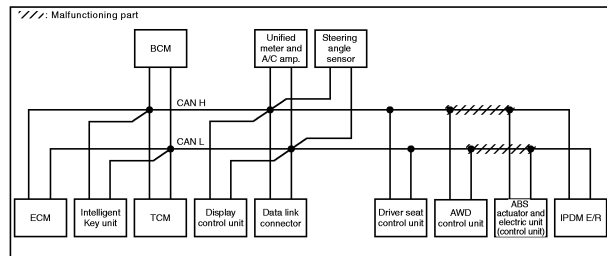 : Malfunctioning part
BCM
Unified
meter and
A/C amp.
Steering
angle
sensor
CAN H
CAN L
ECM
Intelligent
Key unit
TCM
Display
control unit
Data link
connector
Driver seat
control unit
AWD
control unit
ABS
actuator and
electric unit
(control unit)
IPDM E/R